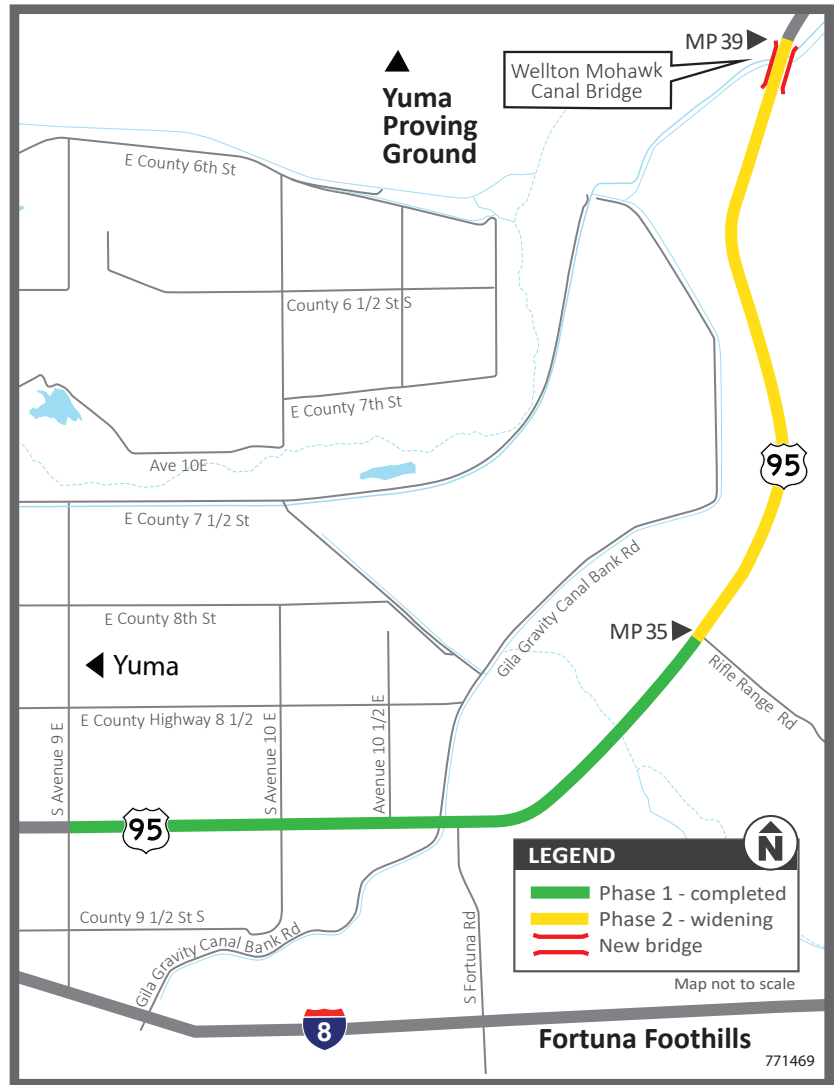 MP 39
Wellton Mohawk
Canal Bridge
Yuma
Proving
Ground
E County 6th St
County 6 1/2 St S
E County 7th St
Ave 10E
95
E County 7 1/2 St
Gila Gravity Canal Bank Rd
E County 8th St
MP 35
Rifle Range Rd
Yuma
E County Highway 8 1/2
S Avenue 9 E
S Avenue 10 E
Avenue 10 1/2 E
95
N
LEGEND
Phase 1 - completed
Phase 2 - widening
New bridge
County 9 1/2 St S
Gila Gravity Canal Bank Rd
S Fortuna Rd
Map not to scale
8
Fortuna Foothills
771469